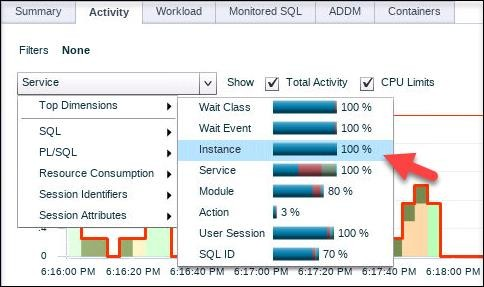 Summary Activity Workload Monitored SQL ADDM Containers
Filters None
Service Show Total Activity CPU Limits
Top Dimensions
SQL
PL/SQL
Resource Consumption
Session Identifiers
Session Attributes
Wait Class 100 %
Wait Event 100 %
Instance 100 %
Service 100 %
Module 80 %
Action 3 %
User Session 100 %
SQL ID 70 %
.4
0
6:16:00 PM 6:16:20 PM 6:16:40 PM 6:17:00 PM 6:17:20 PM 6:17:40 PM 6:18:00 PM